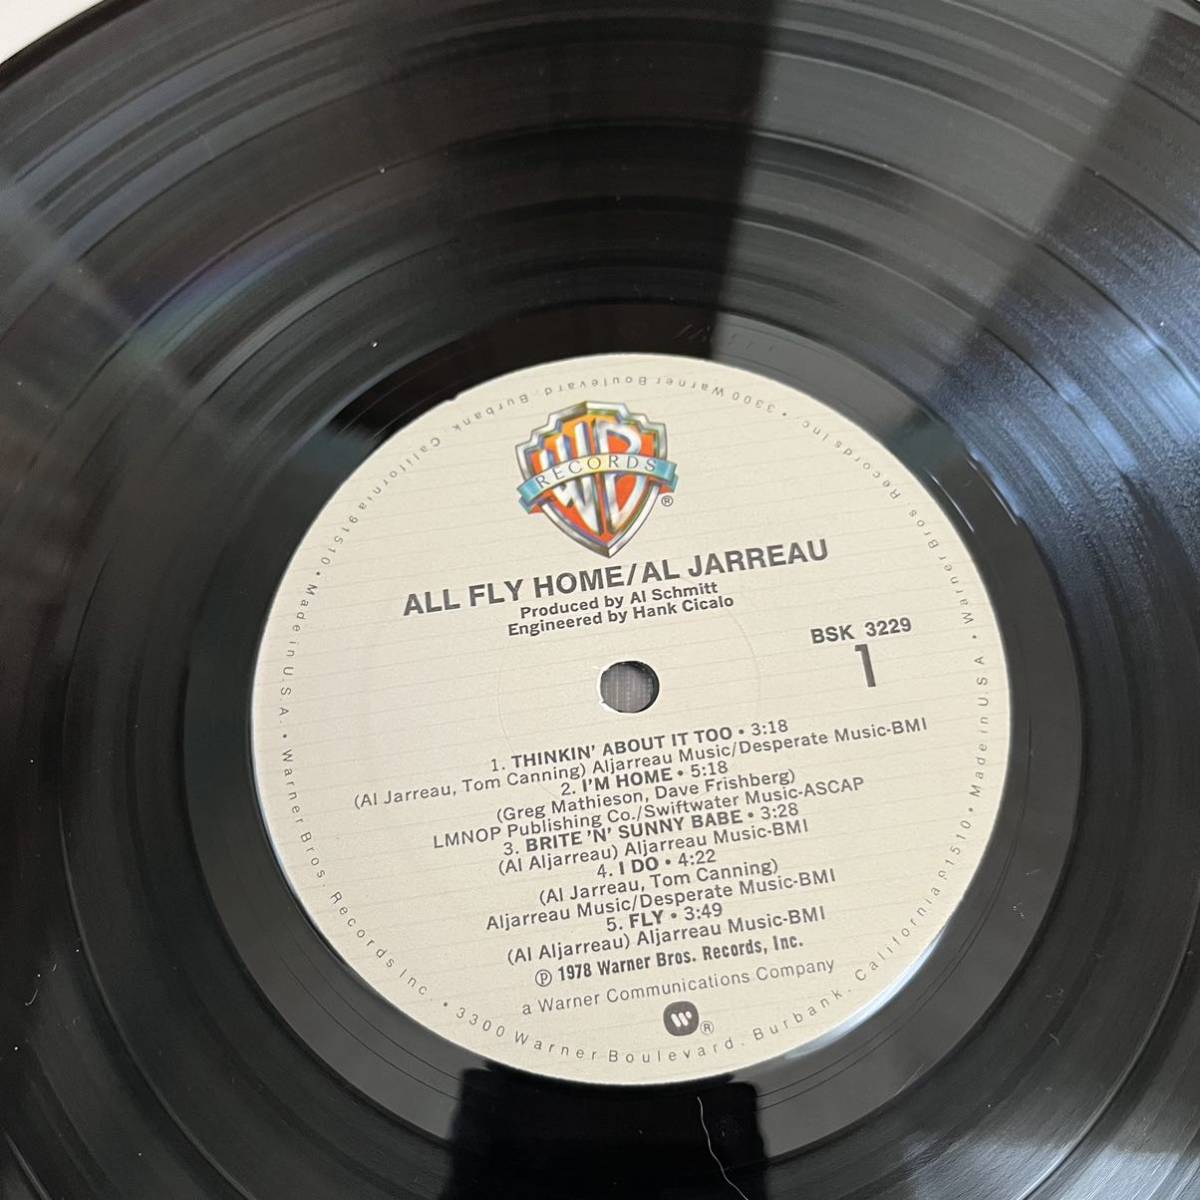 WB
RECORDS
®
ALL FLY HOME/AL JARREAU
Produced by Al Schmitt
Engineered by Hank Cicalo
BSK 3229
1
1. THINKIN' ABOUT IT TOO • 3:18
(Al Jarreau, Tom Canning) Aljarreau Music/Desperate Music-BMI
2. I'M HOME • 5:18
(Greg Mathieson, Dave Frishberg)
LMNOP Publishing Co./Swiftwater Music-ASCAP
3. BRITE 'N' SUNNY BABE • 3:28
(Al Aljarreau) Aljarreau Music-BMI
4. I DO • 4:22
(Al Jarreau, Tom Canning)
Aljarreau Music/Desperate Music-BMI
5. FLY • 3:49
(Al Aljarreau) Aljarreau Music-BMI
℗ 1978 Warner Bros. Records, Inc.
a Warner Communications Company
®
Warner Bros. Records Inc. • 3300 Warner Boulevard. Burbank. California 91510 • Made in U.S.A. • Warner Bros. Records Inc. • 3300 Warner Boulevard. Burbank. California 91510 • Made in U.S.A. •